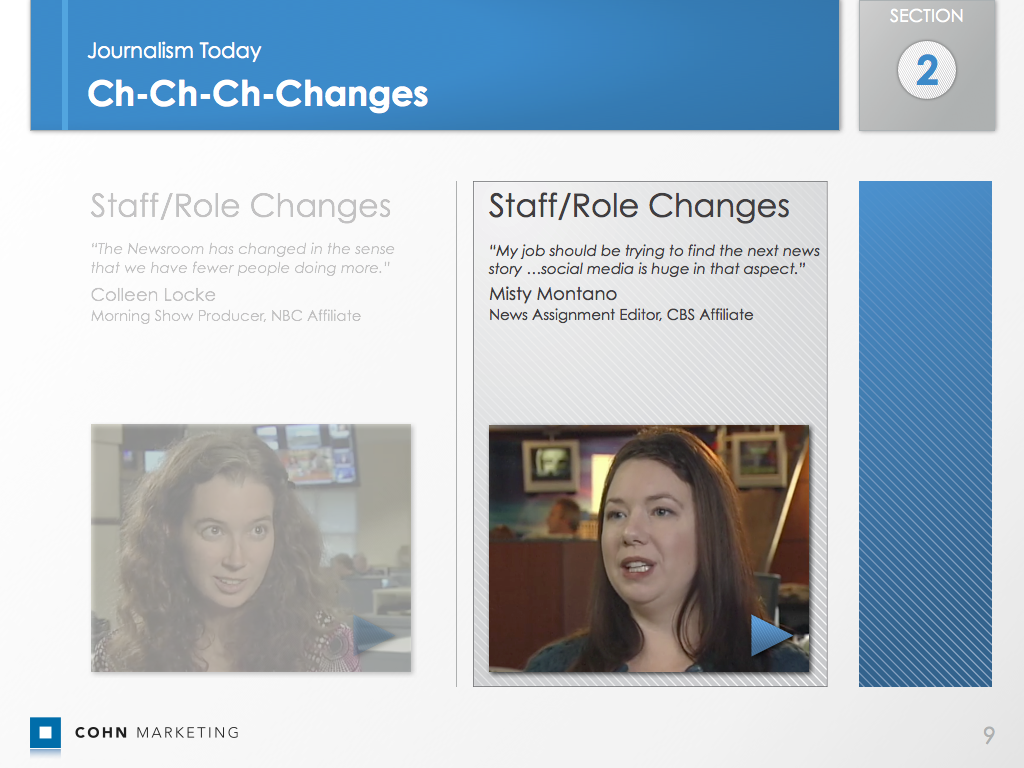 Journalism Today
Ch-Ch-Ch-Changes
SECTION
2
Staff/Role Changes
“The Newsroom has changed in the sense
that we have fewer people doing more.”
Colleen Locke
Morning Show Producer, NBC Affiliate
Staff/Role Changes
“My job should be trying to find the next news
story ...social media is huge in that aspect.”
Misty Montano
News Assignment Editor, CBS Affiliate
COHN MARKETING
9